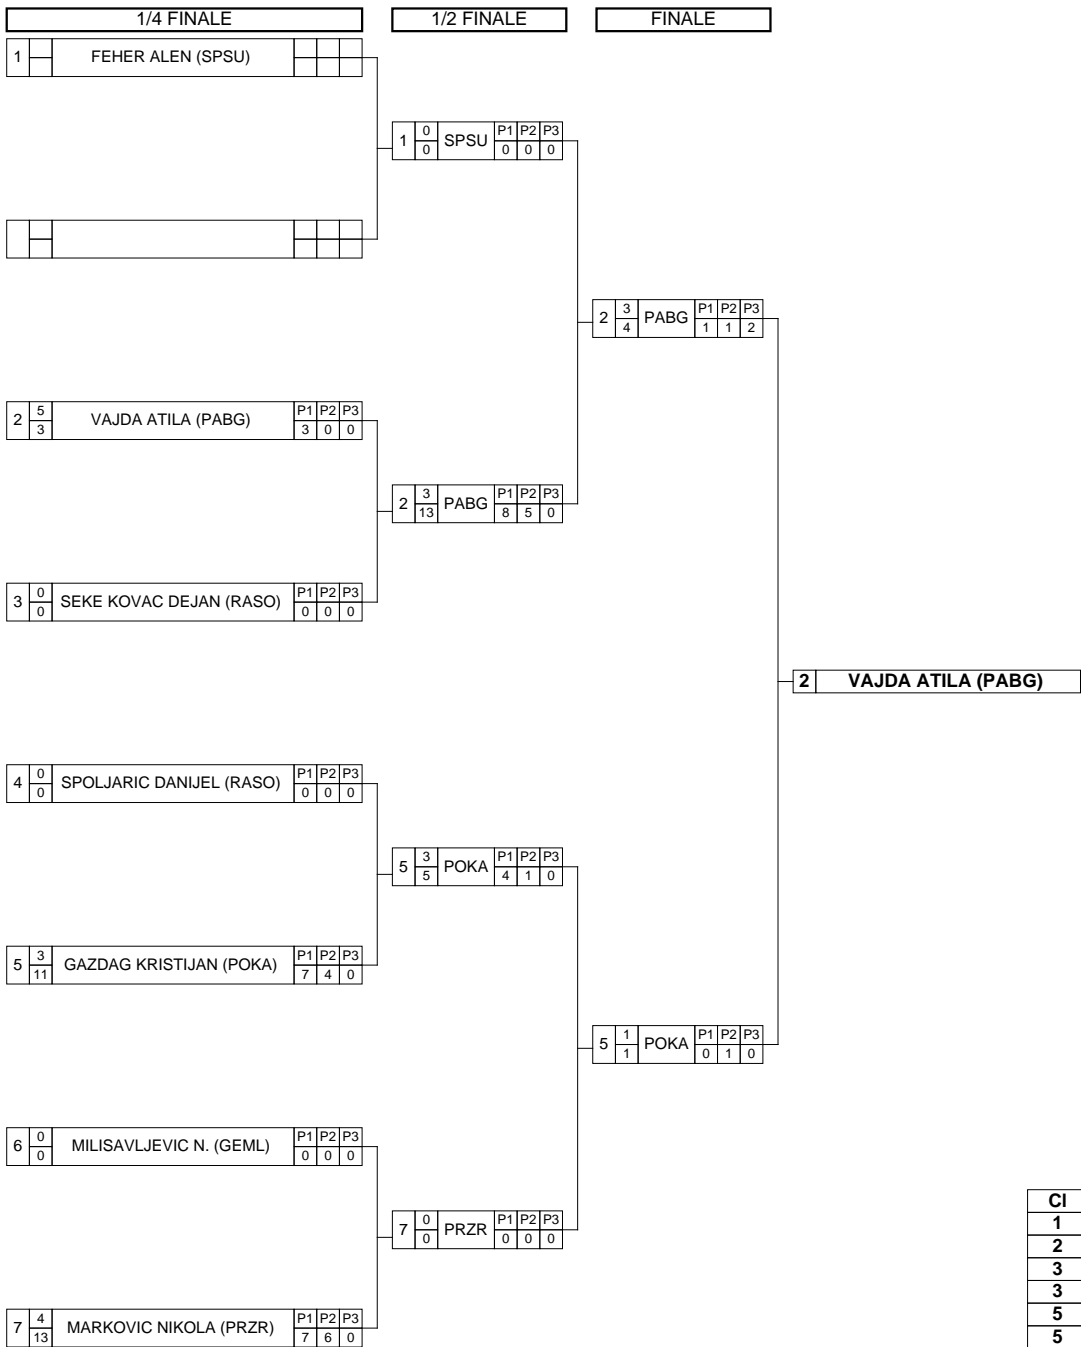 1/4 FINALE 1/2 FINALE FINALE
1 FEHER ALEN (SPSU)
1 0 0 SPSU P1 P2 P3 0 0 0
2 3 4 PABG P1 P2 P3 1 1 2
2 5 3 VAJDA ATILA (PABG) P1 P2 P3 3 0 0
2 3 13 PABG P1 P2 P3 8 5 0
3 0 0 SEKE KOVAC DEJAN (RASO) P1 P2 P3 0 0 0
2 VAJDA ATILA (PABG)
4 0 0 SPOLJARIC DANIJEL (RASO) P1 P2 P3 0 0 0
5 3 5 POKA P1 P2 P3 4 1 0
5 3 11 GAZDAG KRISTIJAN (POKA) P1 P2 P3 7 4 0
5 1 1 POKA P1 P2 P3 0 1 0
6 0 0 MILISAVLJEVIC N. (GEML) P1 P2 P3 0 0 0
7 0 0 PRZR P1 P2 P3 0 0 0
7 4 13 MARKOVIC NIKOLA (PRZR) P1 P2 P3 7 6 0
Cl
1
2
3
3
5
5